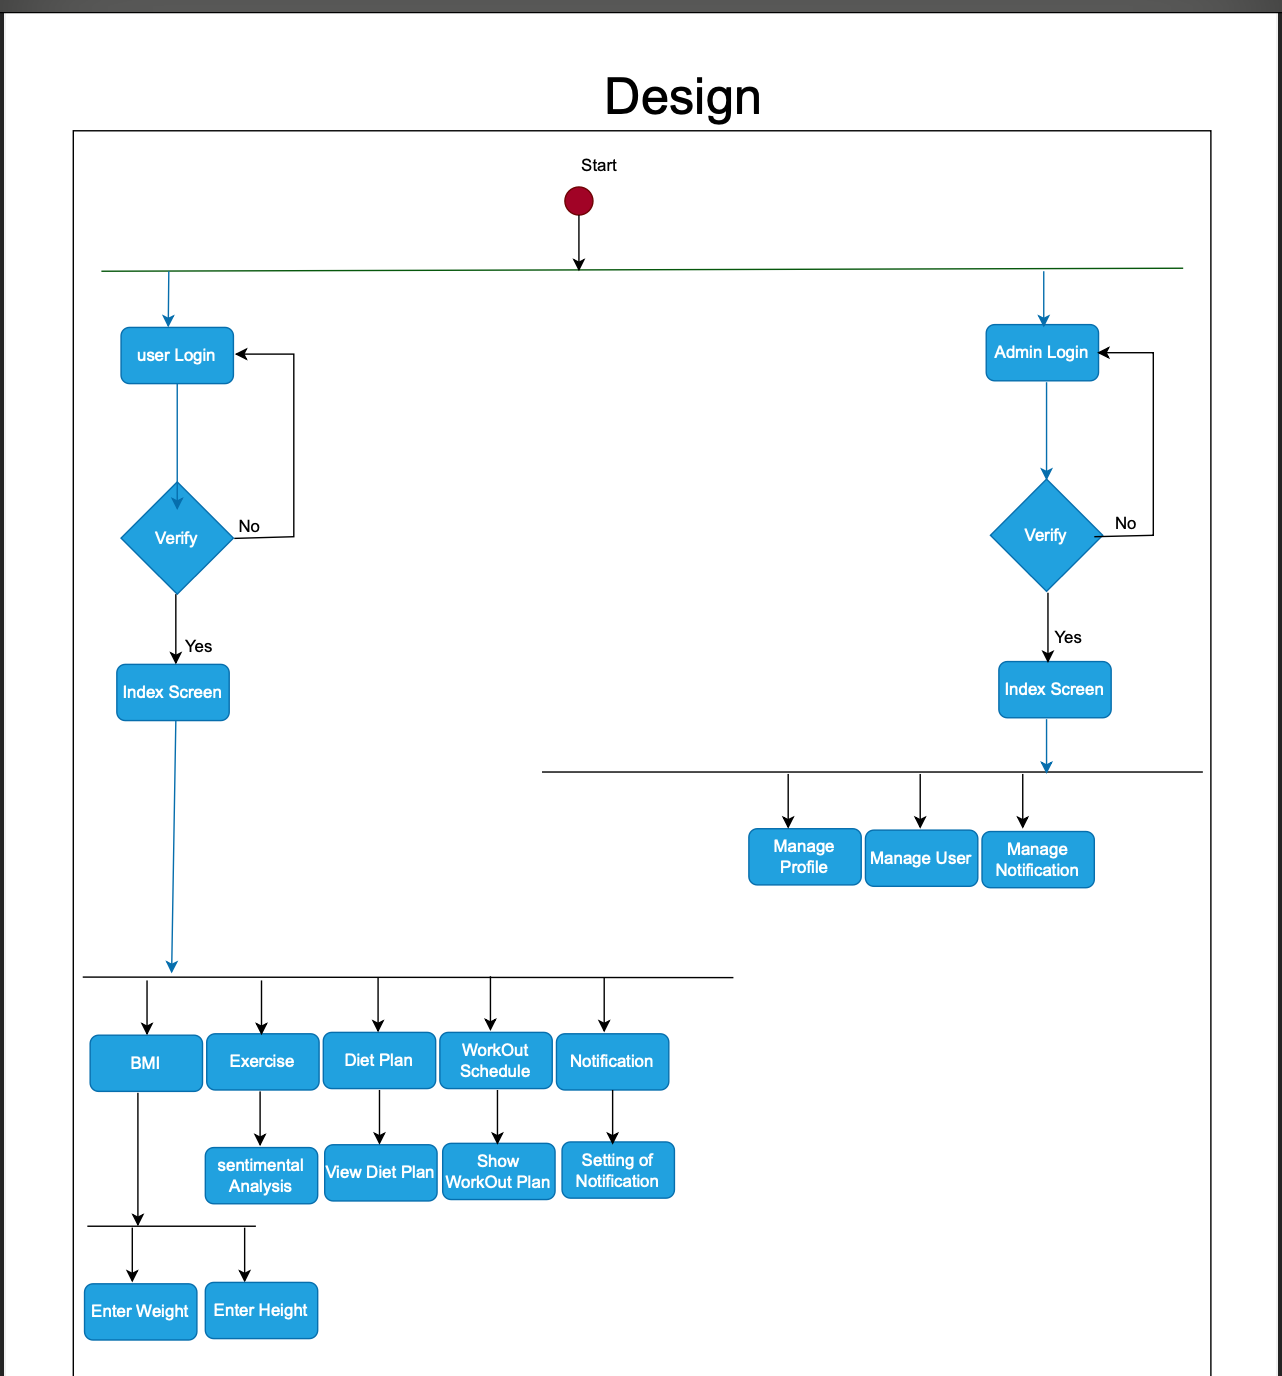 Design
Start
user Login
Admin Login
Verify
No
Verify
No
Yes
Yes
Index Screen
Index Screen
Manage
Profile
Manage User
Manage
Notification
BMI
Exercise
Diet Plan
WorkOut
Schedule
Notification
sentimental
Analysis
View Diet Plan
Show
WorkOut Plan
Setting of
Notification
Enter Weight
Enter Height